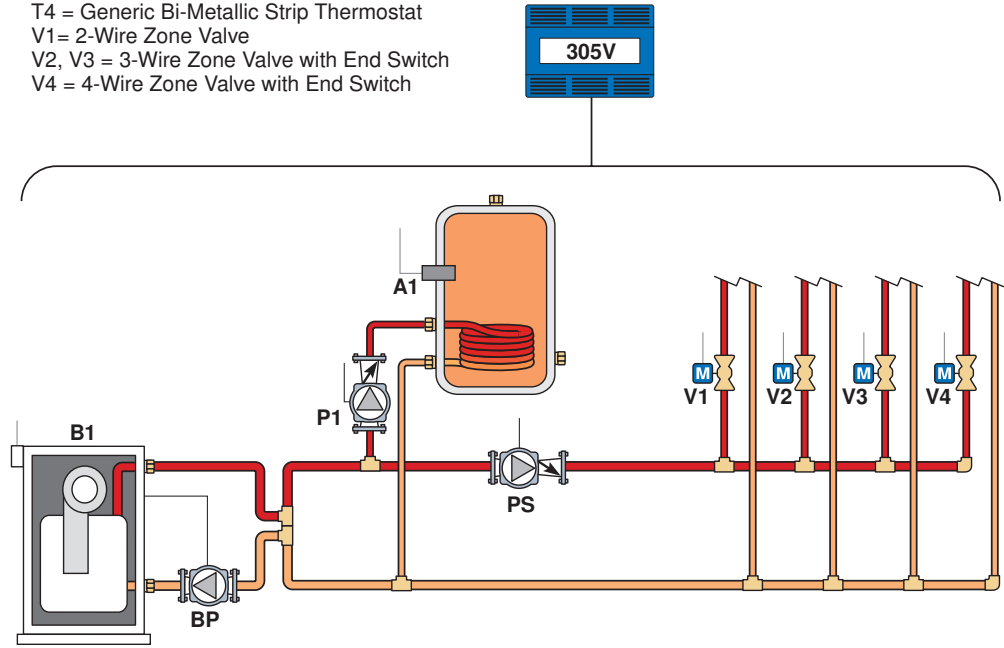 T4 = Generic Bi-Metallic Strip Thermostat
V1= 2-Wire Zone Valve
V2, V3 = 3-Wire Zone Valve with End Switch
V4 = 4-Wire Zone Valve with End Switch
305V
A1
P1
B1
M
V1
M
V2
M
V3
M
V4
PS
BP